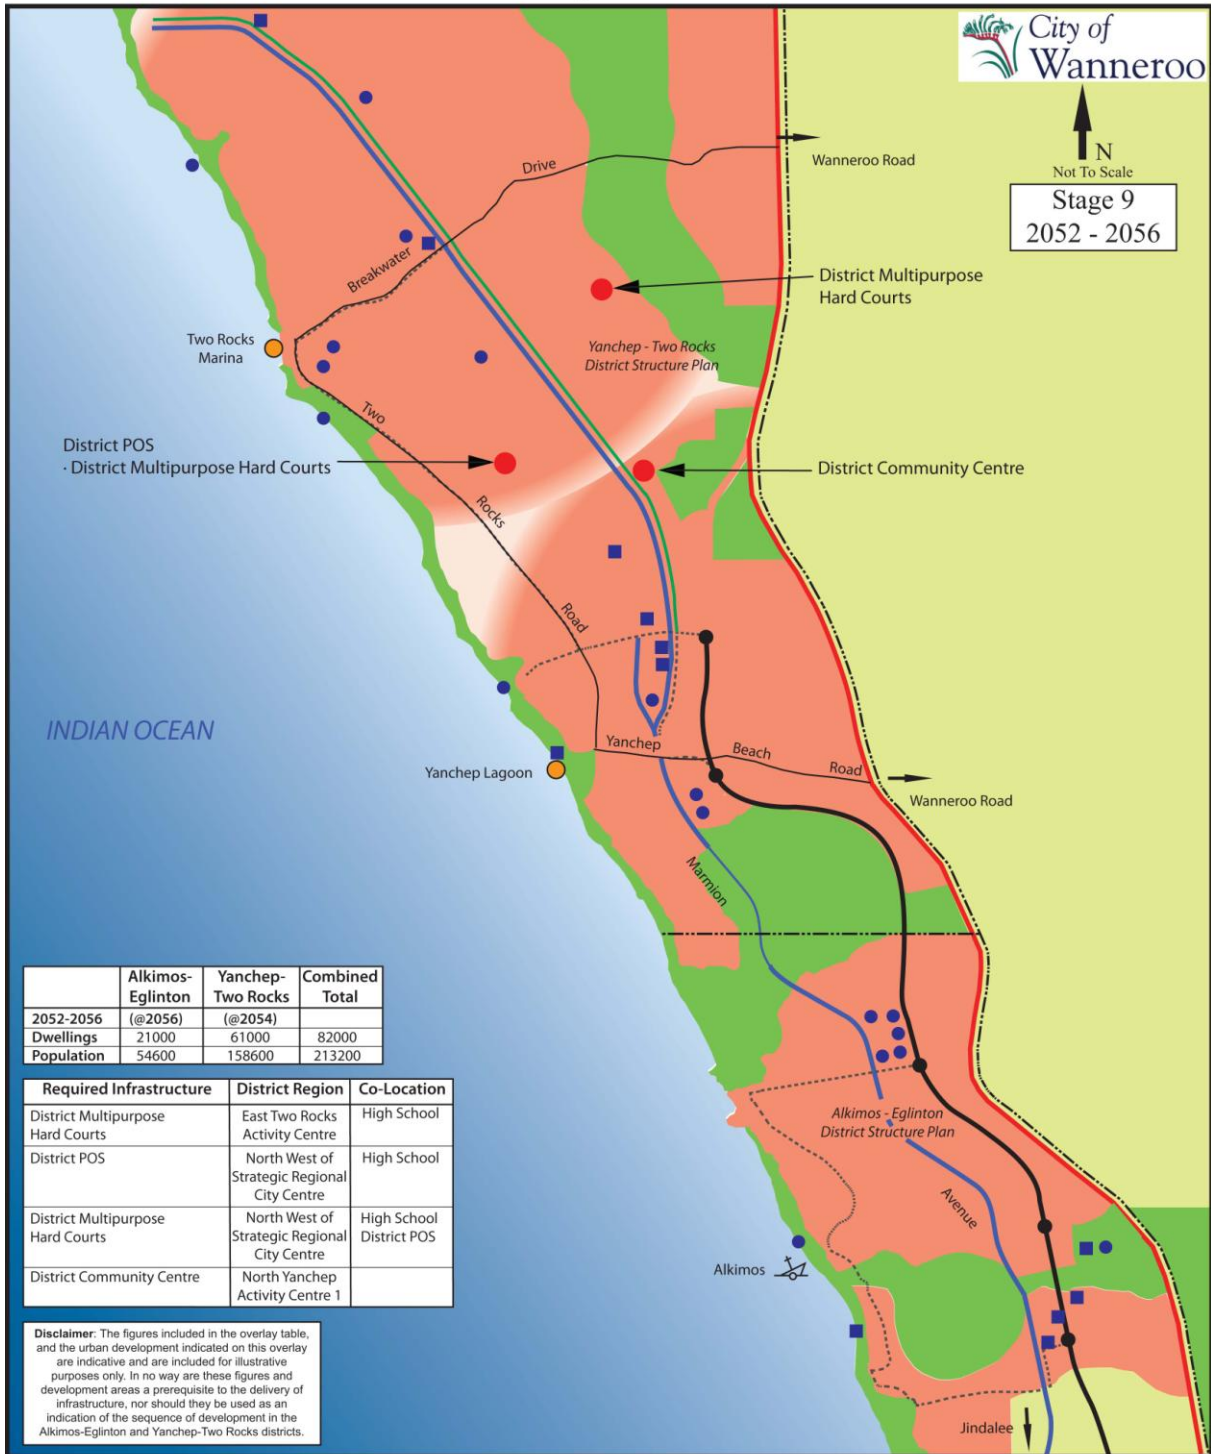 City of
Wanneroo
N
Not To Scale
Stage 9
2052 - 2056
Drive
Wanneroo Road
Breakwater
District Multipurpose
Hard Courts
Two Rocks
Marina
Yanchep - Two Rocks
District Structure Plan
Two
District POS
· District Multipurpose Hard Courts
District Community Centre
Rocks
Road
INDIAN OCEAN
Yanchep
Beach
Road
Yanchep Lagoon
Wanneroo Road
Marmion
Alkimos-
Eglinton
Yanchep-
Two Rocks
Combined
Total
2052-2056 (@2056) (@2054)
Dwellings 21000 61000 82000
Population 54600 158600 213200
Required Infrastructure District Region Co-Location
District Multipurpose
Hard Courts
East Two Rocks
Activity Centre
High School
District POS
North West of
Strategic Regional
City Centre
High School
District Multipurpose
Hard Courts
North West of
Strategic Regional
City Centre
High School
District POS
District Community Centre
North Yanchep
Activity Centre 1
Alkimos - Eglinton
District Structure Plan
Avenue
Alkimos
Jindalee
Disclaimer: The figures included in the overlay table,
and the urban development indicated on this overlay
are indicative and are included for illustrative
purposes only. In no way are these figures and
development areas a prerequisite to the delivery of
infrastructure, nor should they be used as an
indication of the sequence of development in the
Alkimos-Eglinton and Yanchep-Two Rocks districts.